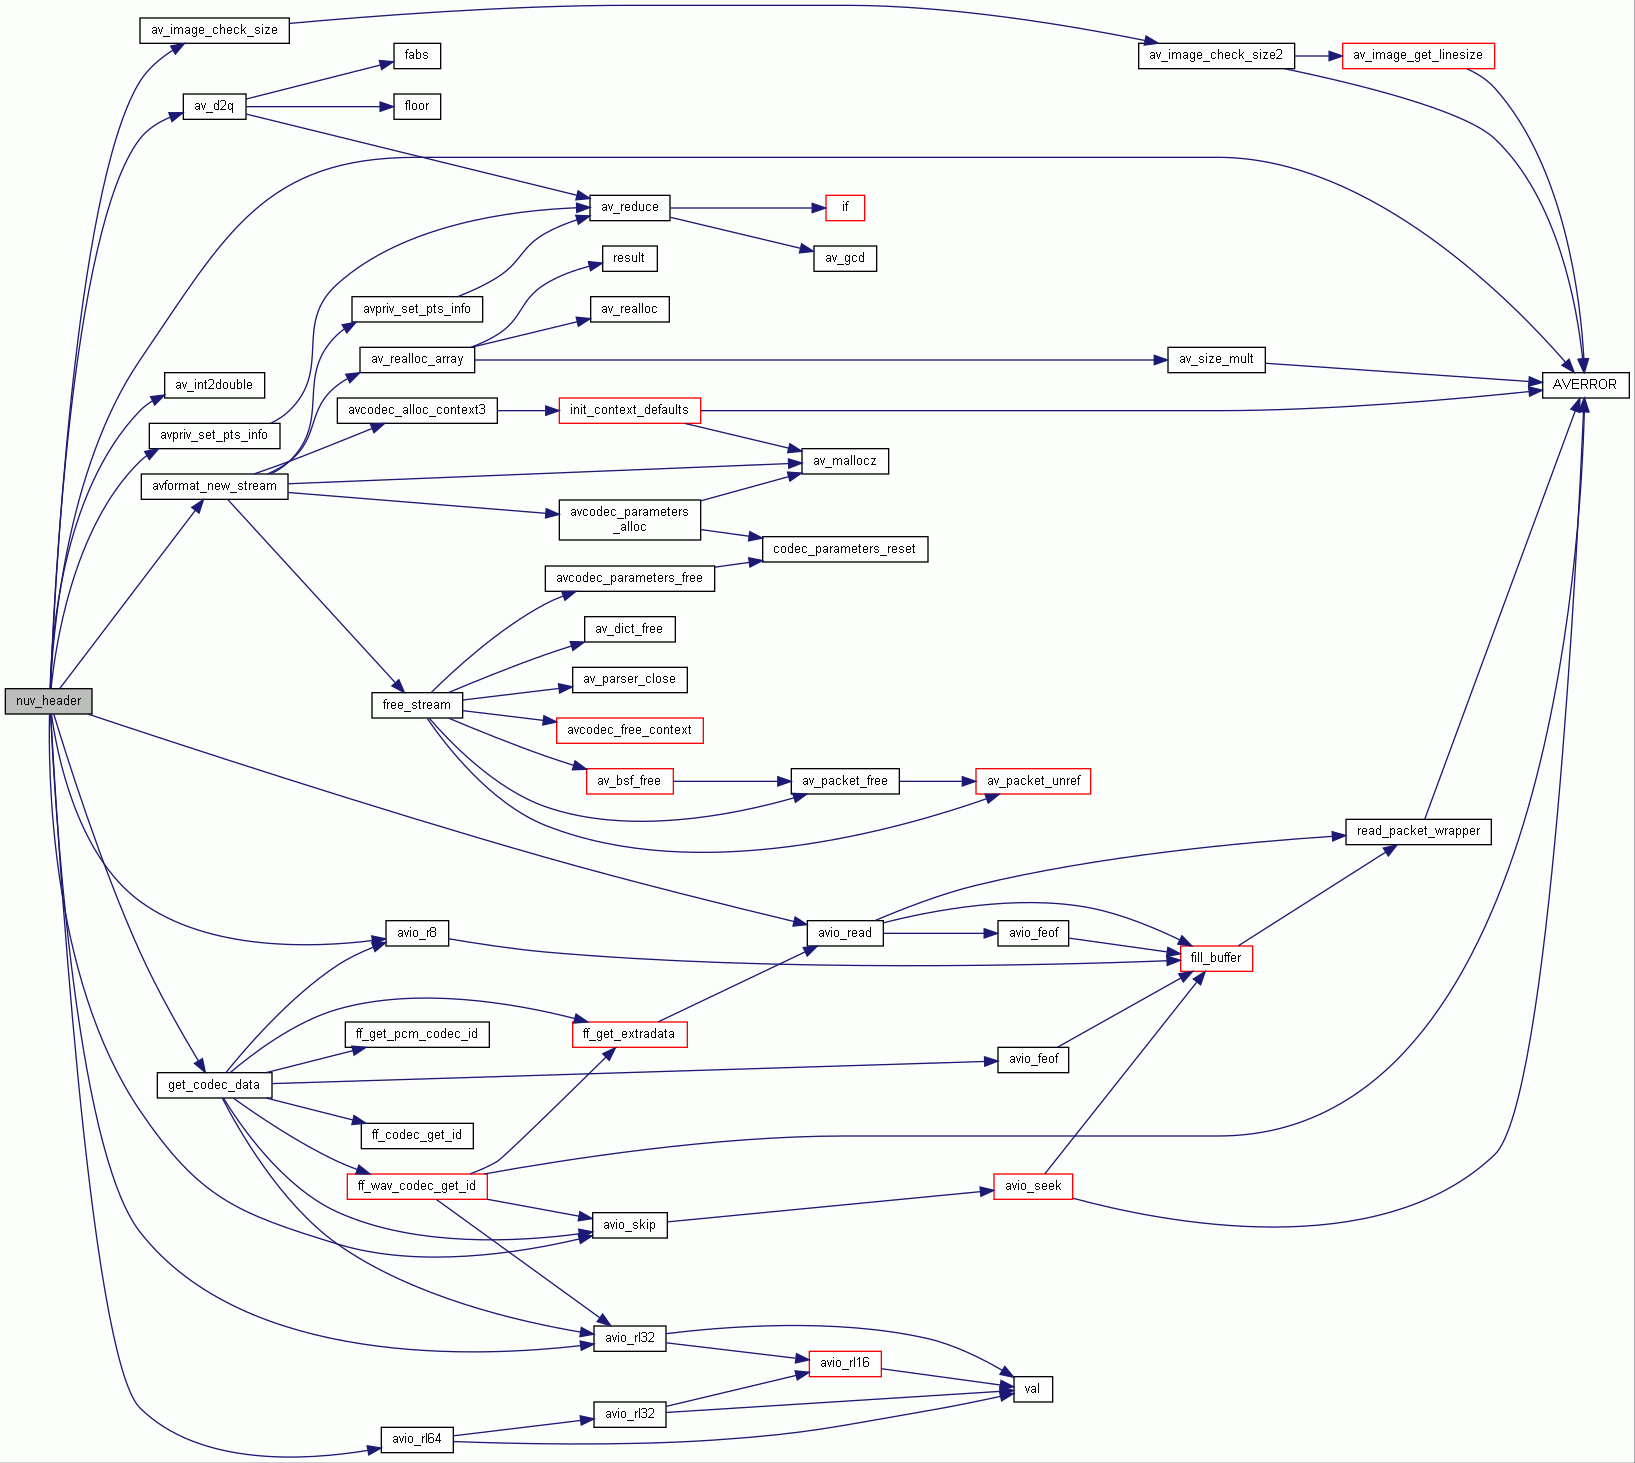 av_image_check_size
fabs
av_image_check_size2
av_image_get_linesize
av_d2q
floor
av_reduce
if
result
av_gcd
avpriv_set_pts_info
av_realloc
av_realloc_array
av_size_mult
av_int2double
AVERROR
avcodec_alloc_context3
init_context_defaults
avpriv_set_pts_info
av_mallocz
avformat_new_stream
avcodec_parameters
_alloc
codec_parameters_reset
avcodec_parameters_free
av_dict_free
av_parser_close
nuv_header
free_stream
avcodec_free_context
av_bsf_free
av_packet_free
av_packet_unref
read_packet_wrapper
avio_r8
avio_read
avio_feof
fill_buffer
ff_get_pcm_codec_id
ff_get_extradata
avio_feof
get_codec_data
ff_codec_get_id
ff_wav_codec_get_id
avio_seek
avio_skip
avio_rl32
avio_rl16
val
avio_rl32
avio_rl64